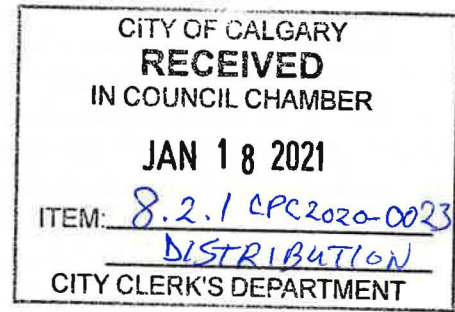 CITY OF CALGARY
RECEIVED
IN COUNCIL CHAMBER
JAN 18 2021
ITEM: 8.2.1 CPC2020-0023
DISTRIBUTION
CITY CLERK'S DEPARTMENT